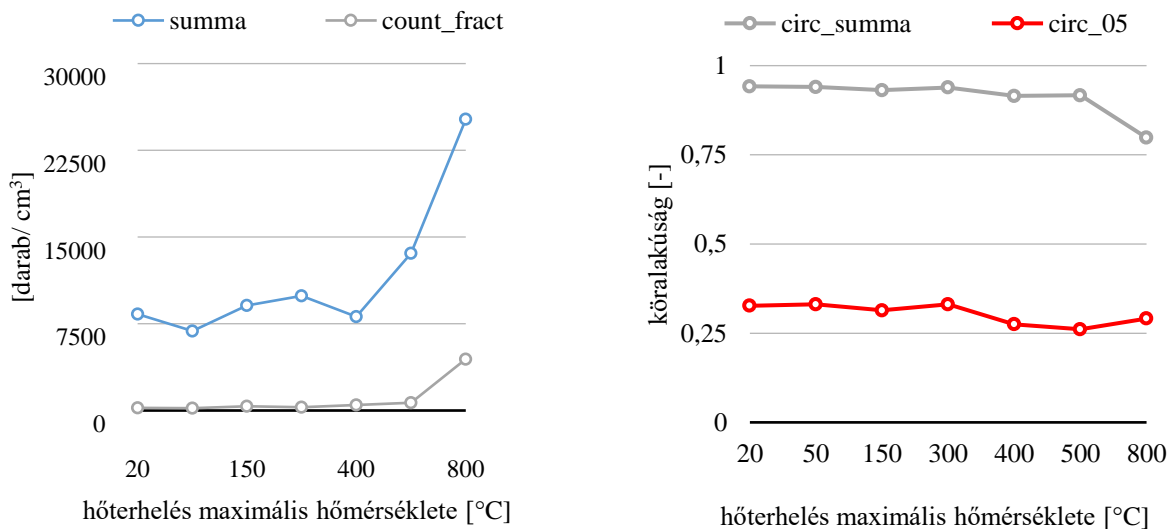 summa
count_fract
30000
22500
15000
7500
0
[darab/ cm³]
20
150
400
800
hőterhelés maximális hőmérséklete [°C]
circ_summa
circ_05
1
0,75
0,5
0,25
0
köralakúság [-]
20
50
150
300
400
500
800
hőterhelés maximális hőmérséklete [°C]